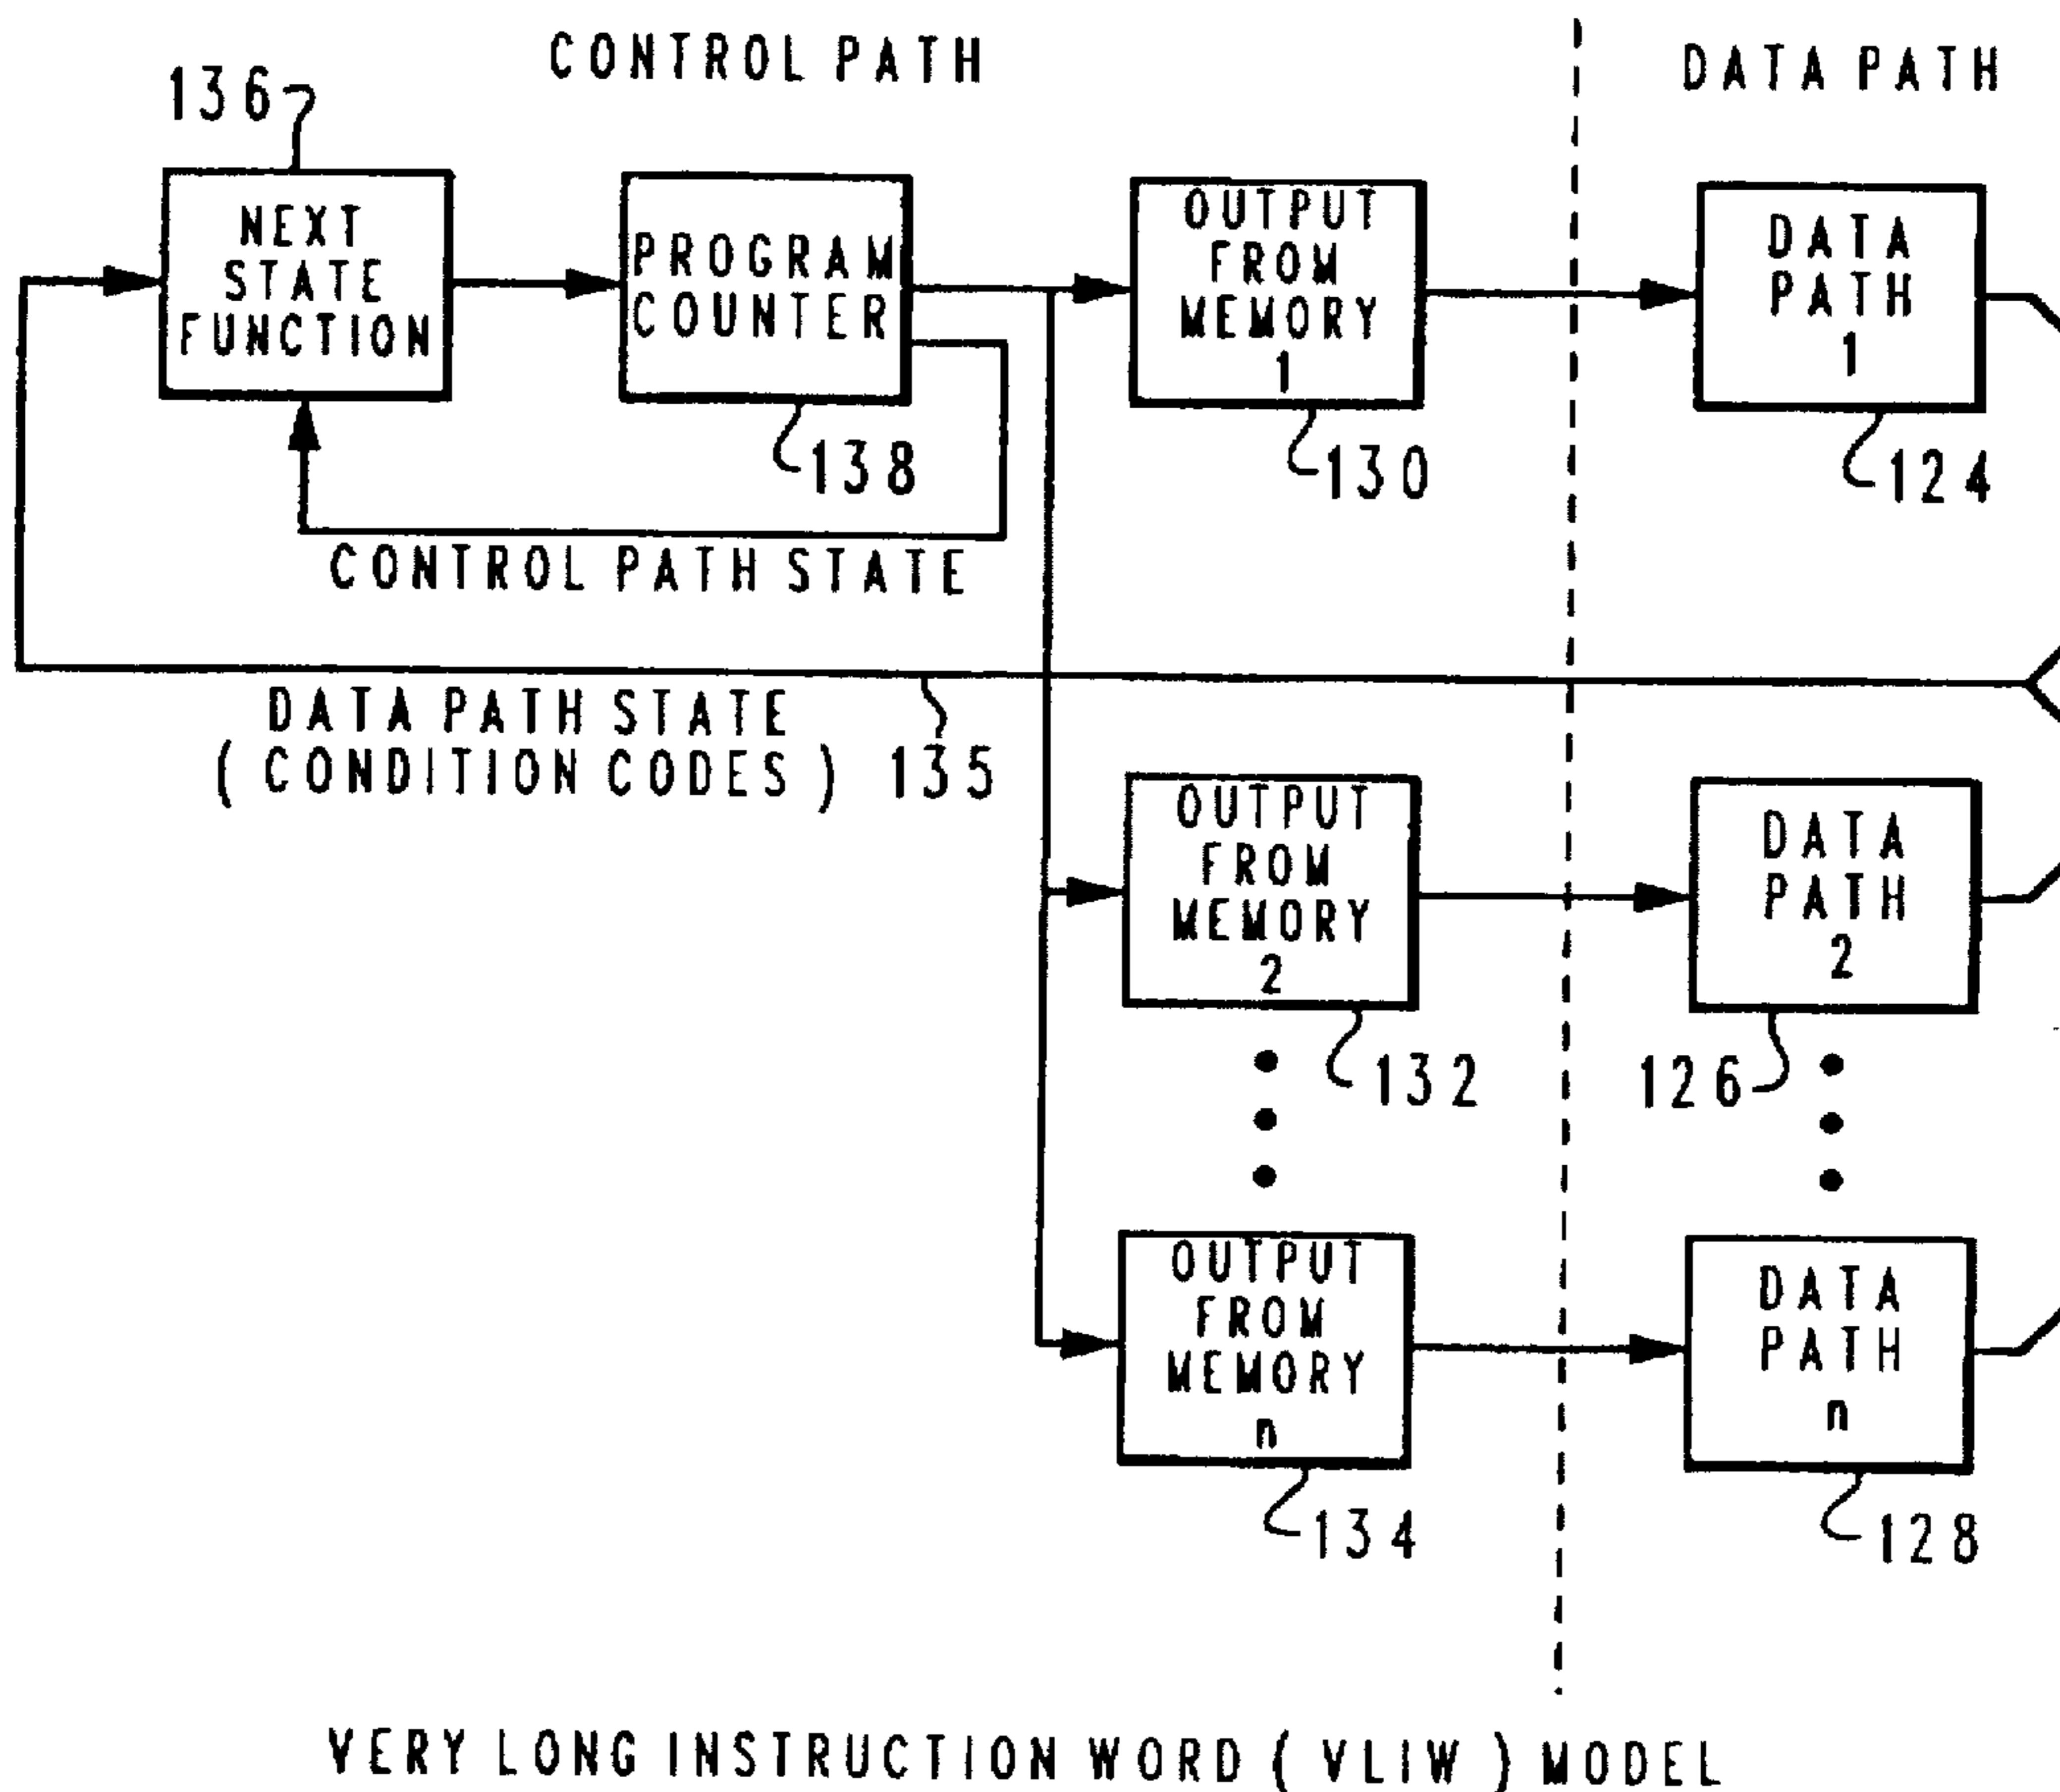 CONTROL PATH
DATA PATH
136
NEXT
STATE
FUNCTION
PROGRAM
COUNTER
OUTPUT
FROM
MEMORY
1
DATA
PATH
1
138
130
124
CONTROL PATH STATE
DATA PATH STATE
(CONDITION CODES) 135
OUTPUT
FROM
MEMORY
2
DATA
PATH
2
132
126
OUTPUT
FROM
MEMORY
n
DATA
PATH
n
134
128
VERY LONG INSTRUCTION WORD (VLIW) MODEL